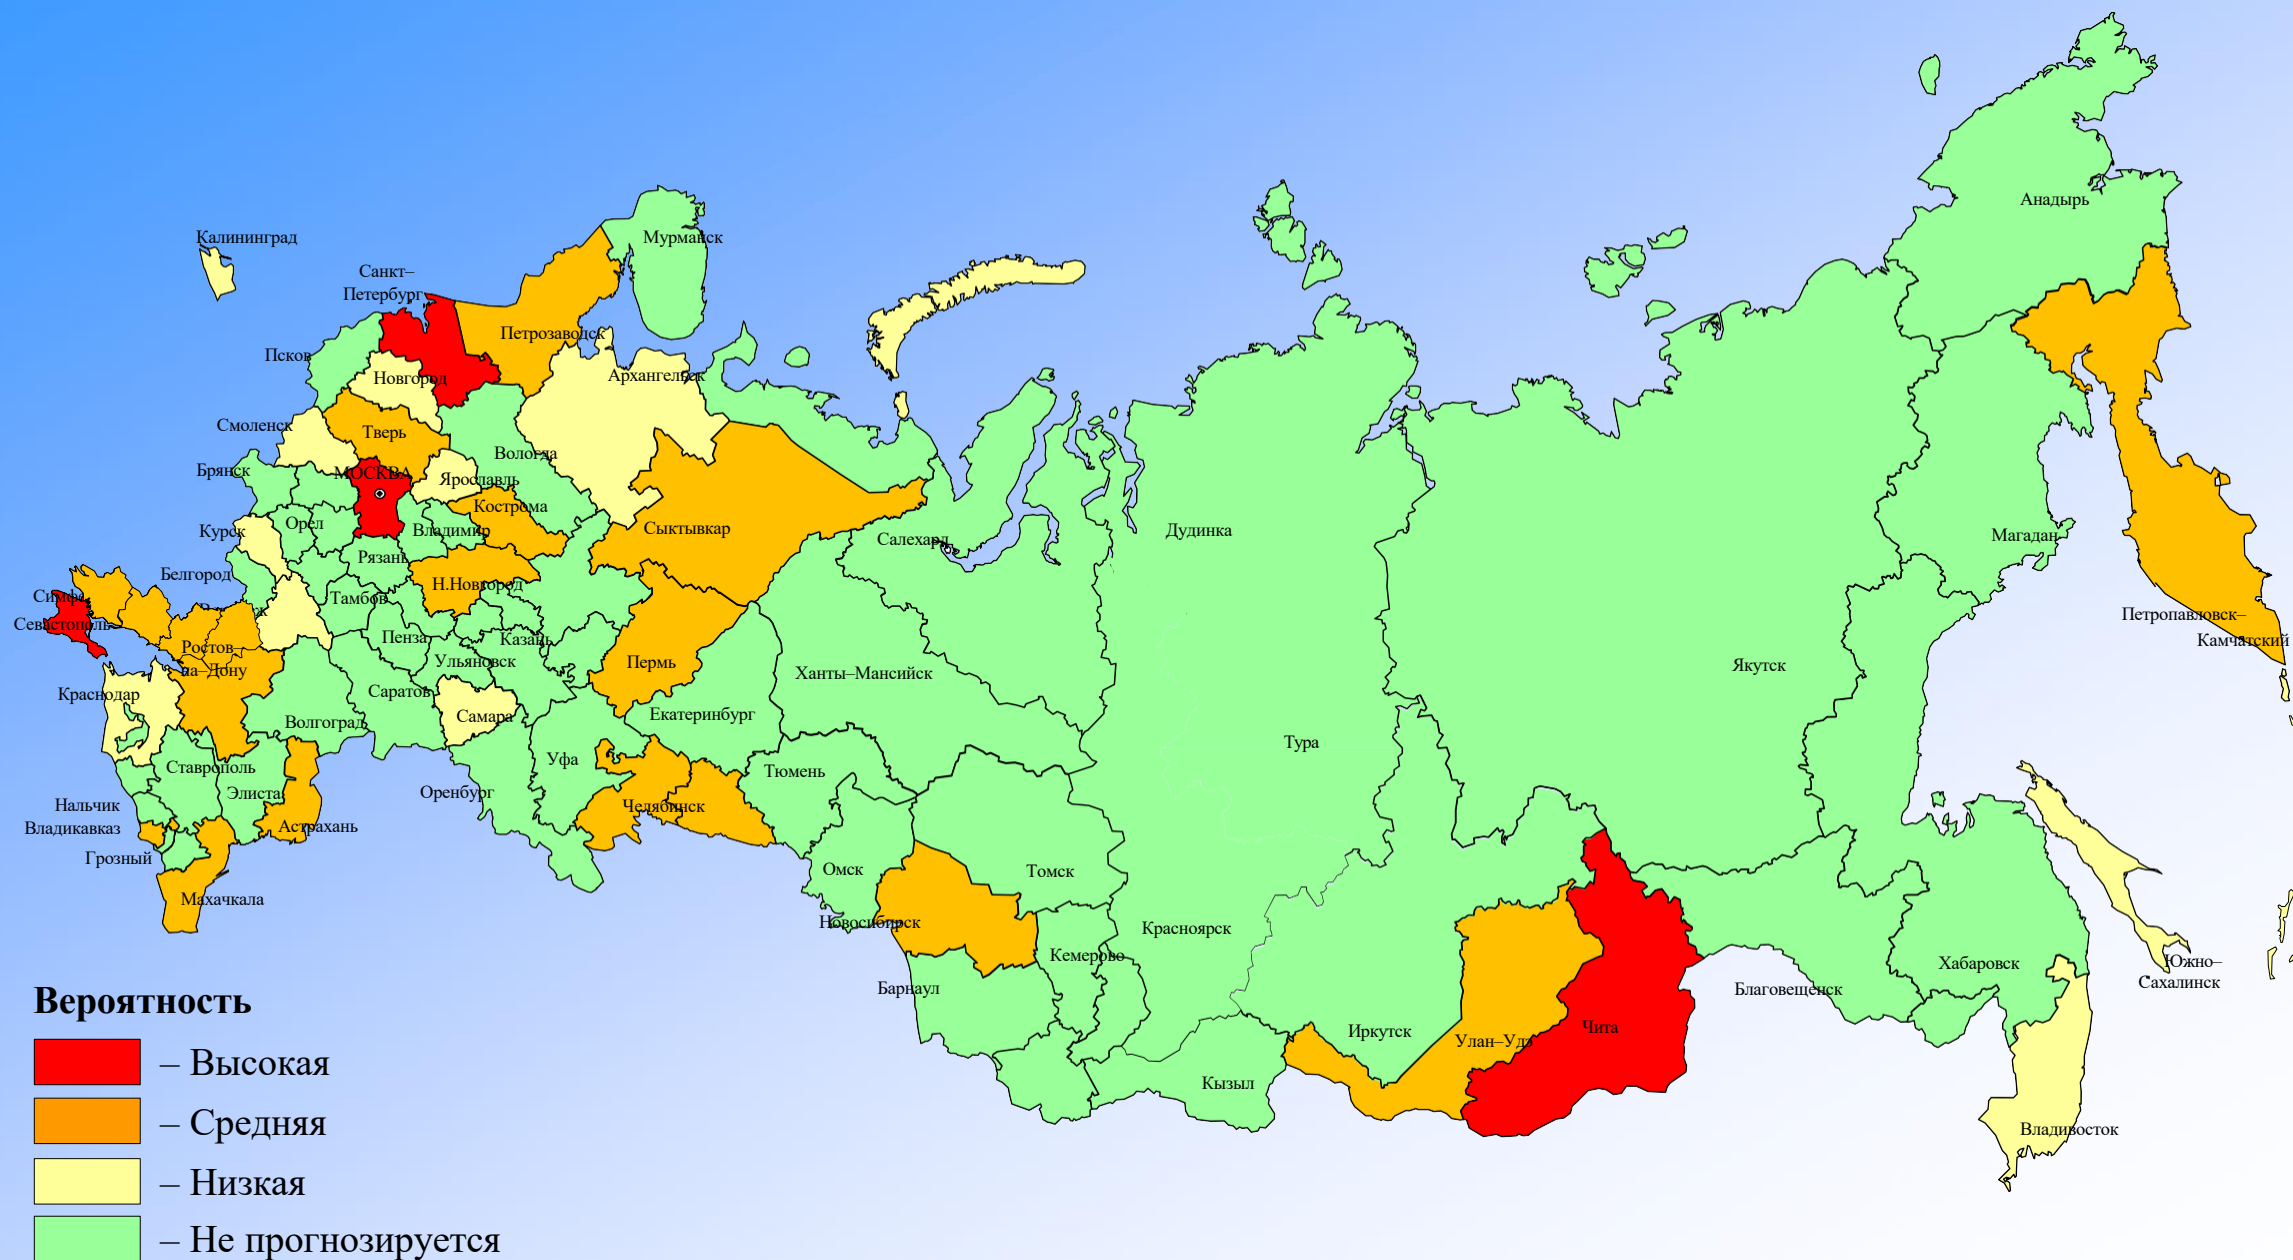 Анадырь
Калининград
Мурманск
Санкт–
Петербург
Петрозаводск
Псков
Новгород
Архангельск
Смоленск
Тверь
Вологда
Брянск
МОСКВА
Ярославль
Кострома
Орел
Курск
Владимир
Сыктывкар
Салехард
Дудинка
Магадан
Рязань
Белгород
Н.Новгород
Тамбов
Севастополь
Петропавловск–
Камчатский
Пенза
Казань
Ростов–
на–Дону
Ульяновск
Пермь
Ханты–Мансийск
Якутск
Краснодар
Саратов
Волгоград
Самара
Екатеринбург
Тура
Ставрополь
Уфа
Тюмень
Элиста
Оренбург
Нальчик
Челябинск
Владикавказ
Астрахань
Грозный
Омск
Томск
Махачкала
Новосибирск
Красноярск
Кемерово
Хабаровск
Южно–
Сахалинск
Барнаул
Благовещенск
Иркутск
Улан–Удэ
Чита
Кызыл
Владивосток
Вероятность
– Высокая
– Средняя
– Низкая
– Не прогнозируется